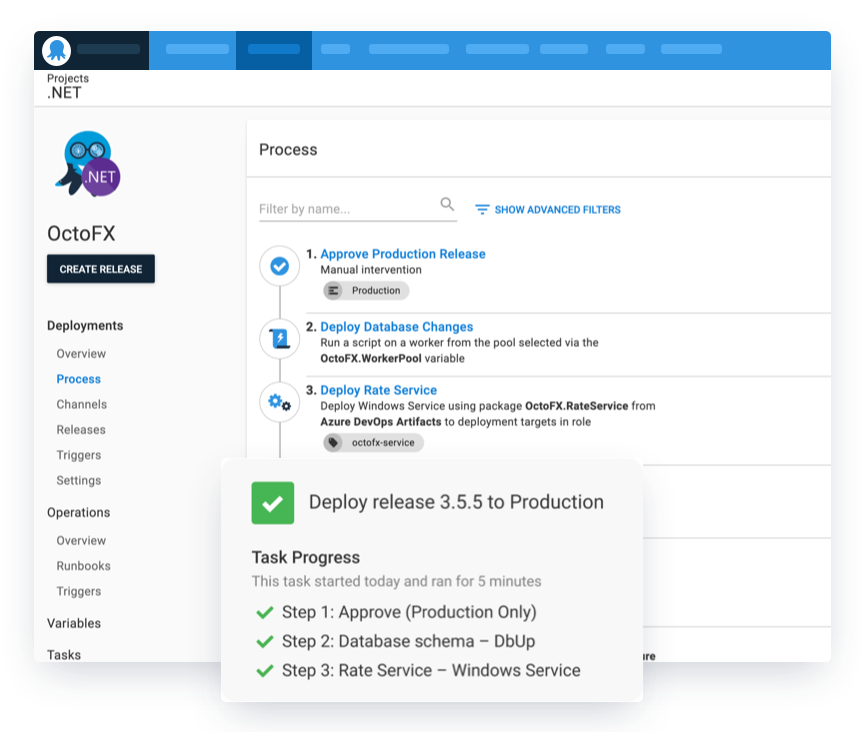 Projects
.NET
.NET
OctoFX
CREATE RELEASE
Deployments
Overview
Process
Channels
Releases
Triggers
Settings
Operations
Overview
Runbooks
Triggers
Variables
Tasks
Process
Filter by name...
SHOW ADVANCED FILTERS
1. Approve Production Release
Manual intervention
Production
2. Deploy Database Changes
Run a script on a worker from the pool selected via the
OctoFX.WorkerPool variable
3. Deploy Rate Service
Deploy Windows Service using package OctoFX.RateService from
Azure DevOps Artifacts to deployment targets in role
octofx-service
Deploy release 3.5.5 to Production
Task Progress
This task started today and ran for 5 minutes
Step 1: Approve (Production Only)
Step 2: Database schema – DbUp
Step 3: Rate Service – Windows Service